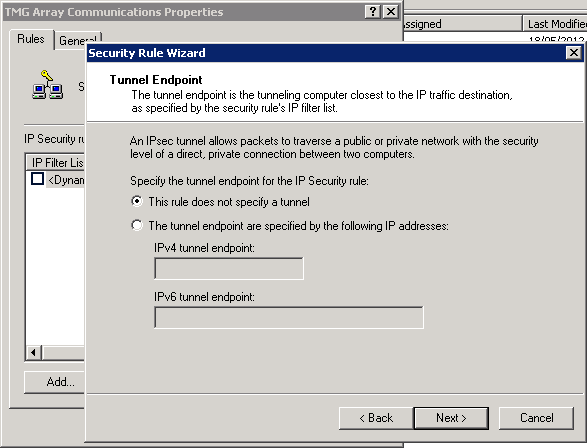 TMG Array Communications Properties
Assigned
Last Modified
Rules
General
18/05/2012
Security Rule Wizard
Tunnel Endpoint
The tunnel endpoint is the tunneling computer closest to the IP traffic destination,
as specified by the security rule's IP filter list.
S
IP Security ru
IP Filter Lis
<Dynam
An IPsec tunnel allows packets to traverse a public or private network with the security
level of a direct, private connection between two computers.
Specify the tunnel endpoint for the IP Security rule:
This rule does not specify a tunnel
The tunnel endpoint are specified by the following IP addresses:
IPv4 tunnel endpoint:
IPv6 tunnel endpoint:
Add...
< Back
Next >
Cancel